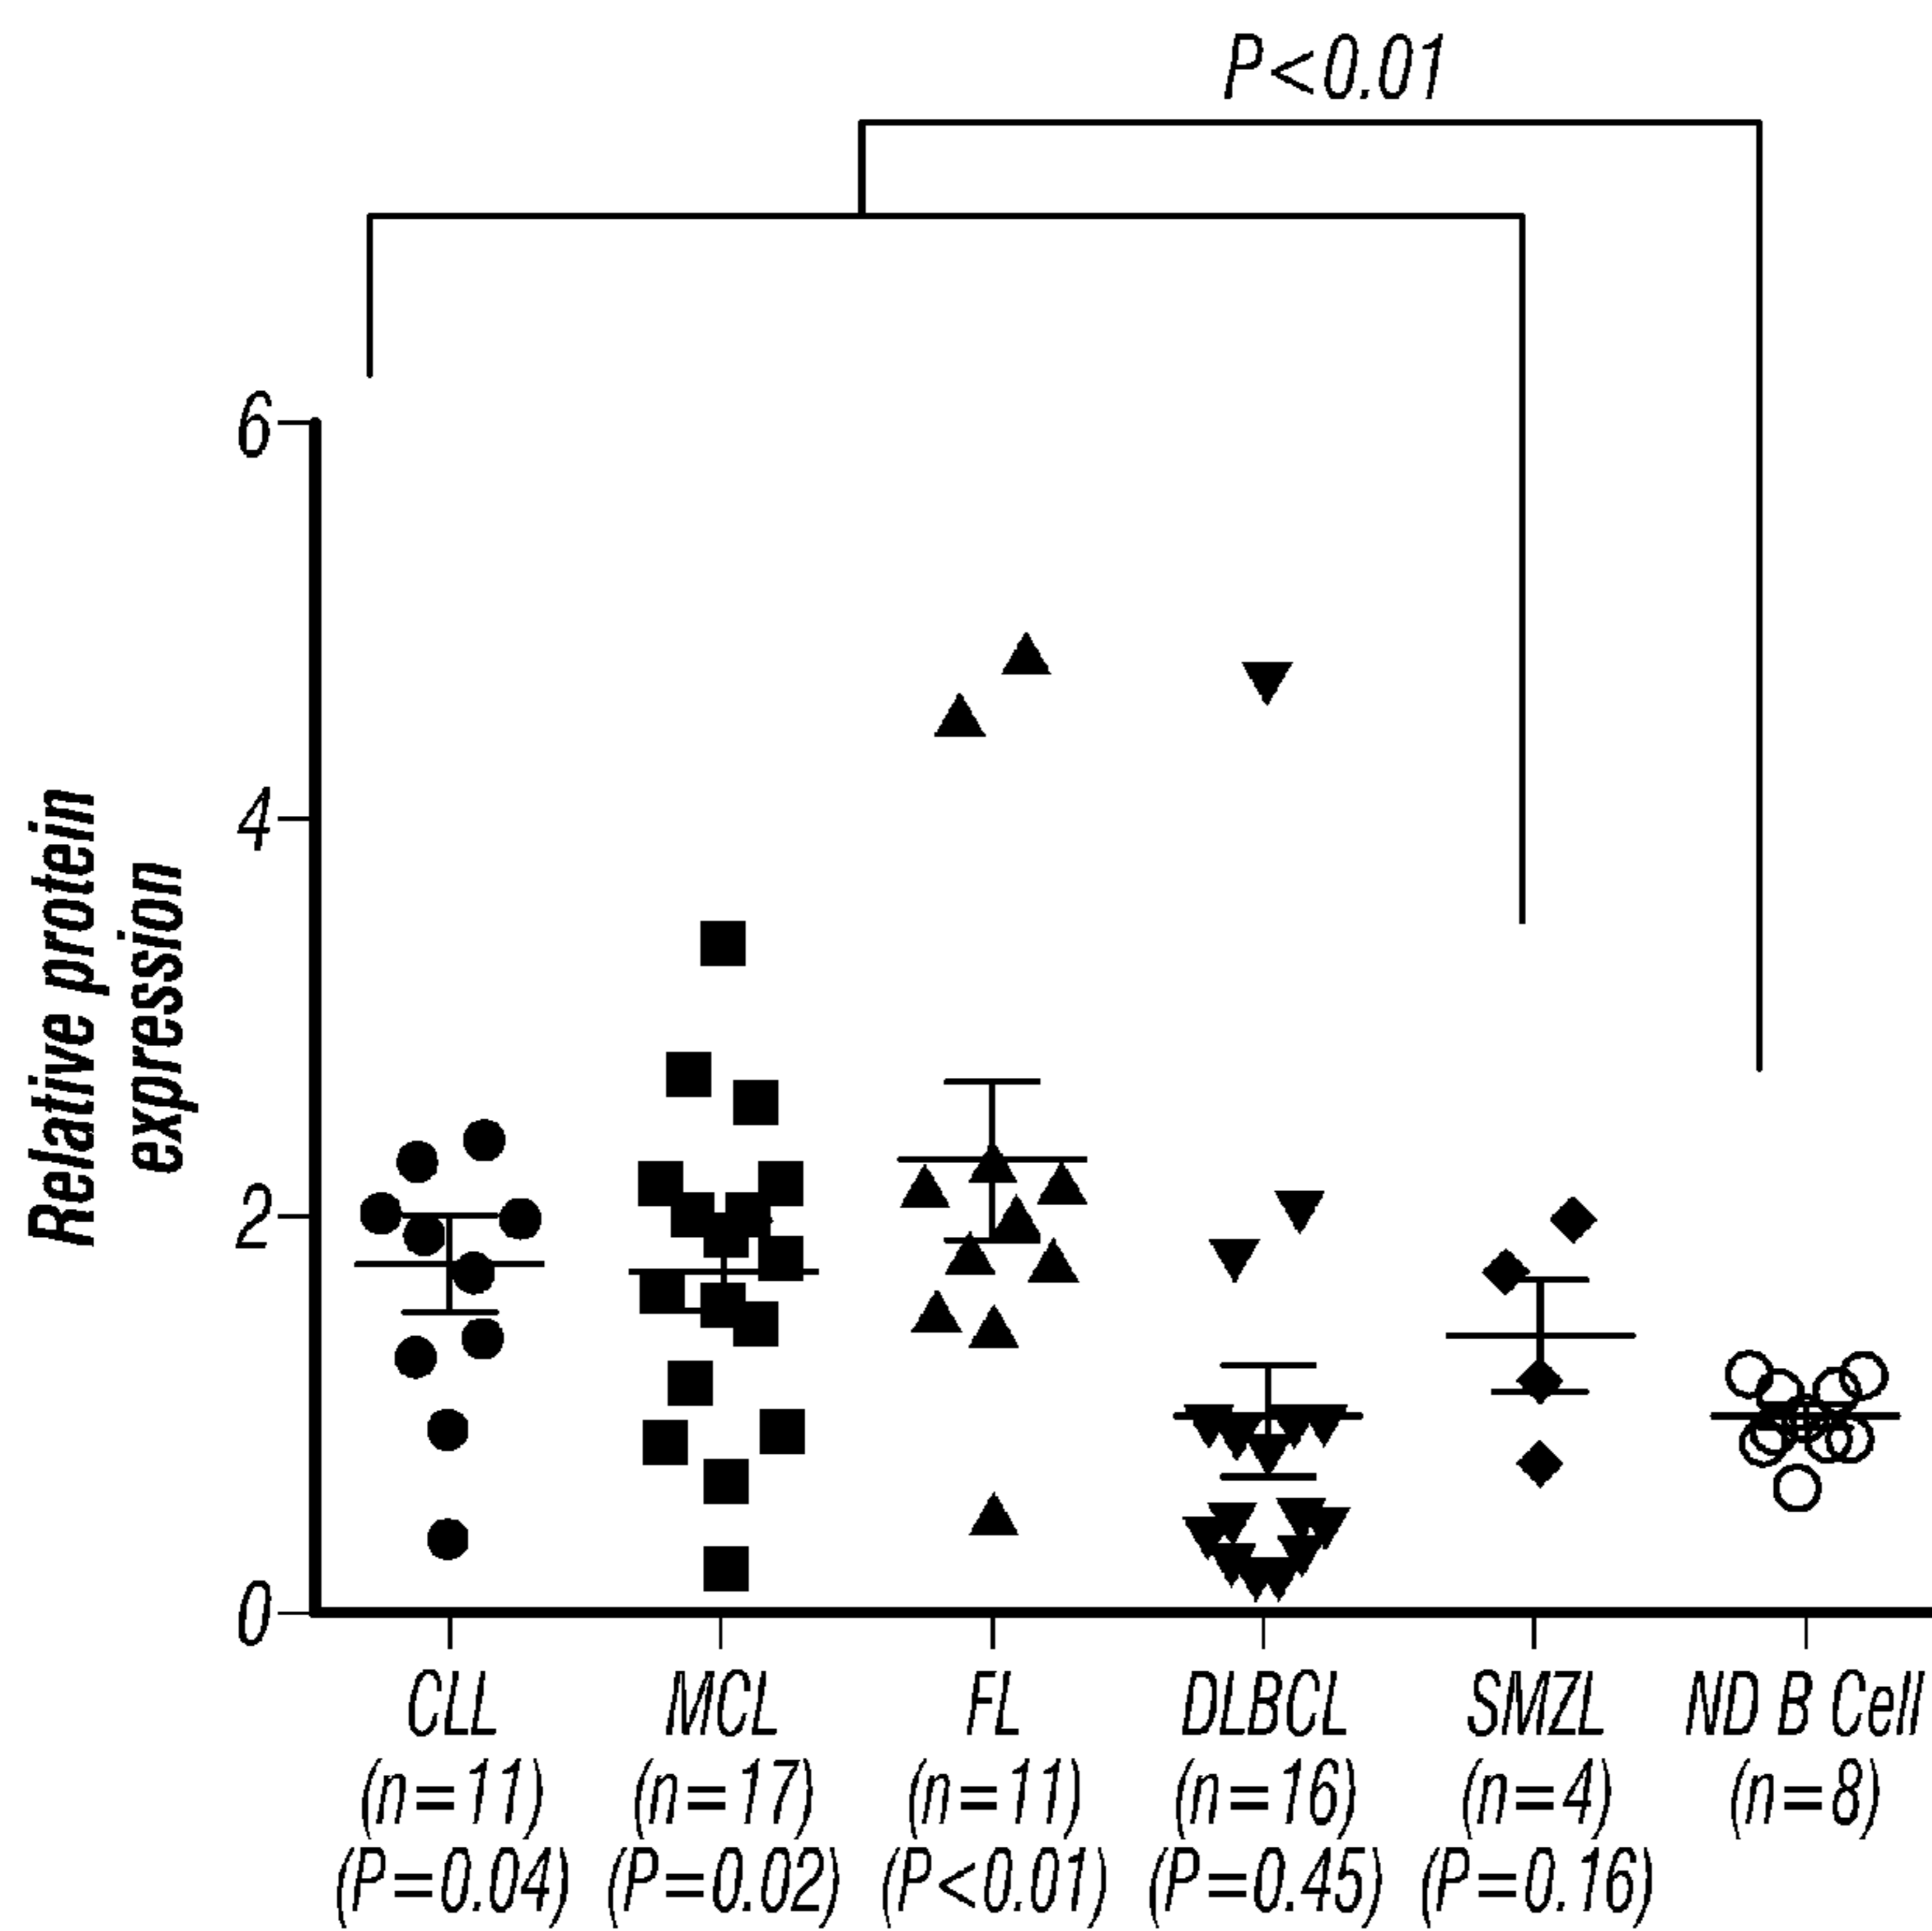 P<0.01
6
4
2
0
Relative protein
expression
CLL MCL FL DLBCL SMZL ND B Cell
(n=11) (n=17) (n=11) (n=16) (n=4) (n=8)
(P=0.04) (P=0.02) (P<0.01) (P=0.45) (P=0.16)